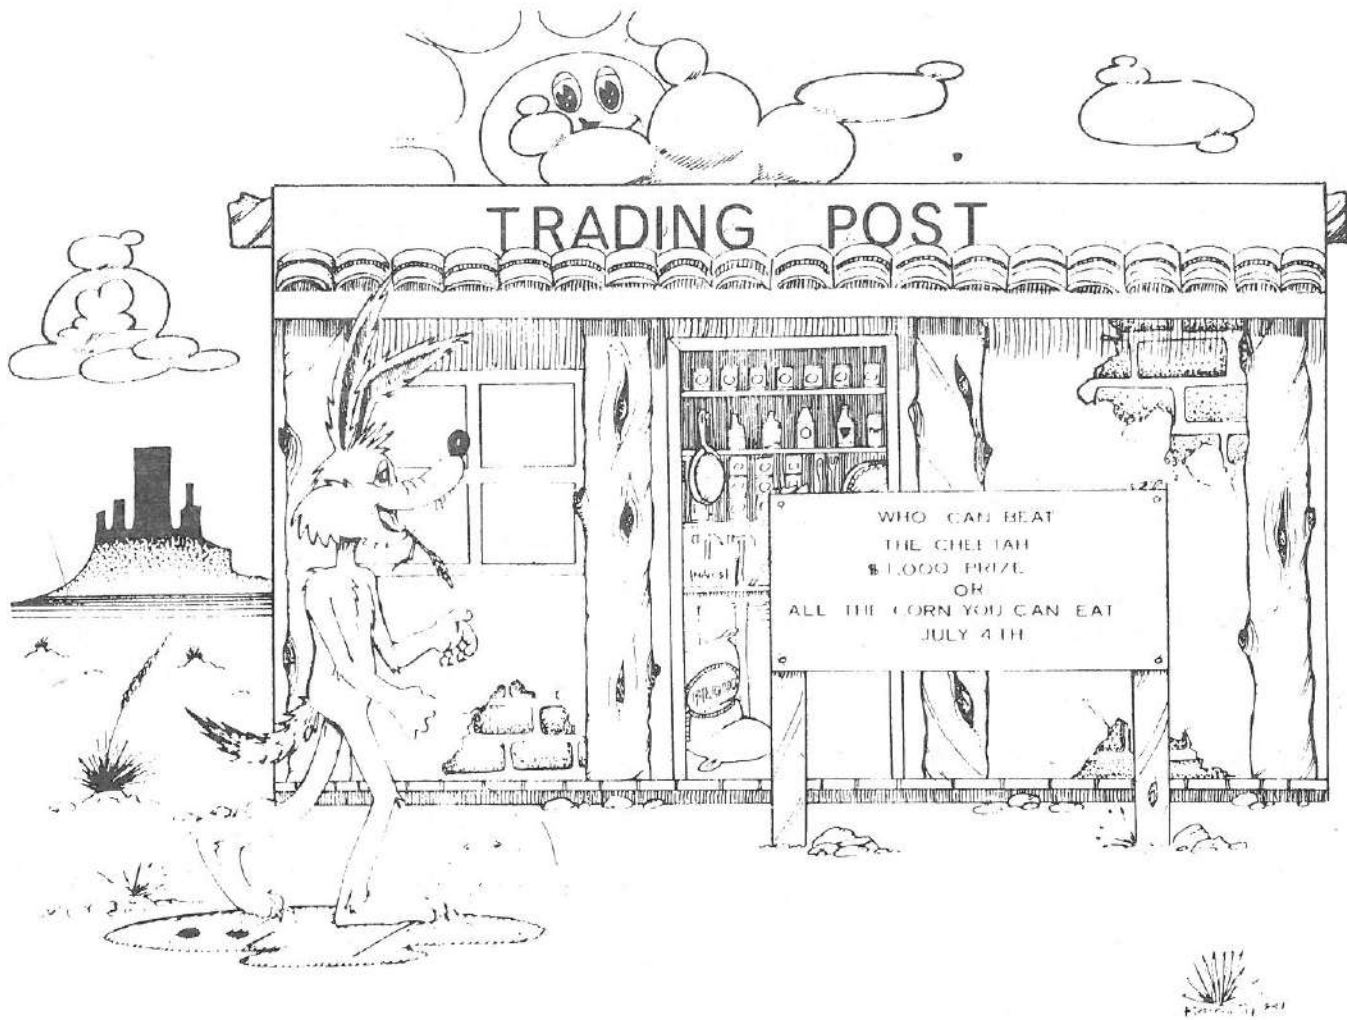 TRADING POST
WHO CAN BEAT
THE CHEETAH
$1,000 PRIZE
OR
ALL THE CORN YOU CAN EAT
JULY 4TH